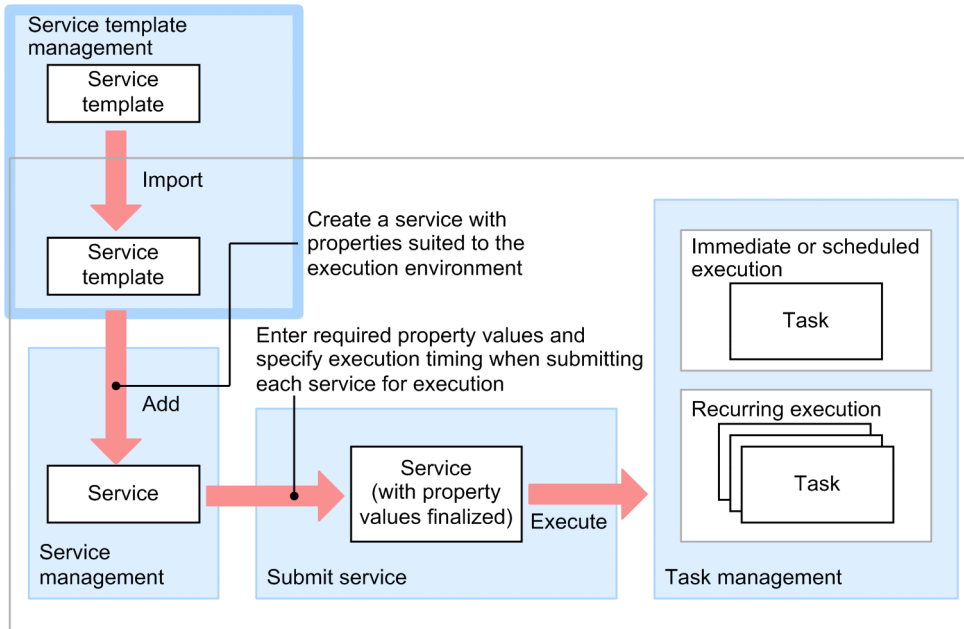 Service template
management
Service
template
Import
Service
template
Create a service with
properties suited to the
execution environment
Enter required property values and
specify execution timing when submitting
each service for execution
Add
Service
Service
management
Service
(with property
values finalized)
Execute
Submit service
Immediate or scheduled
execution
Task
Recurring execution
Task
Task management